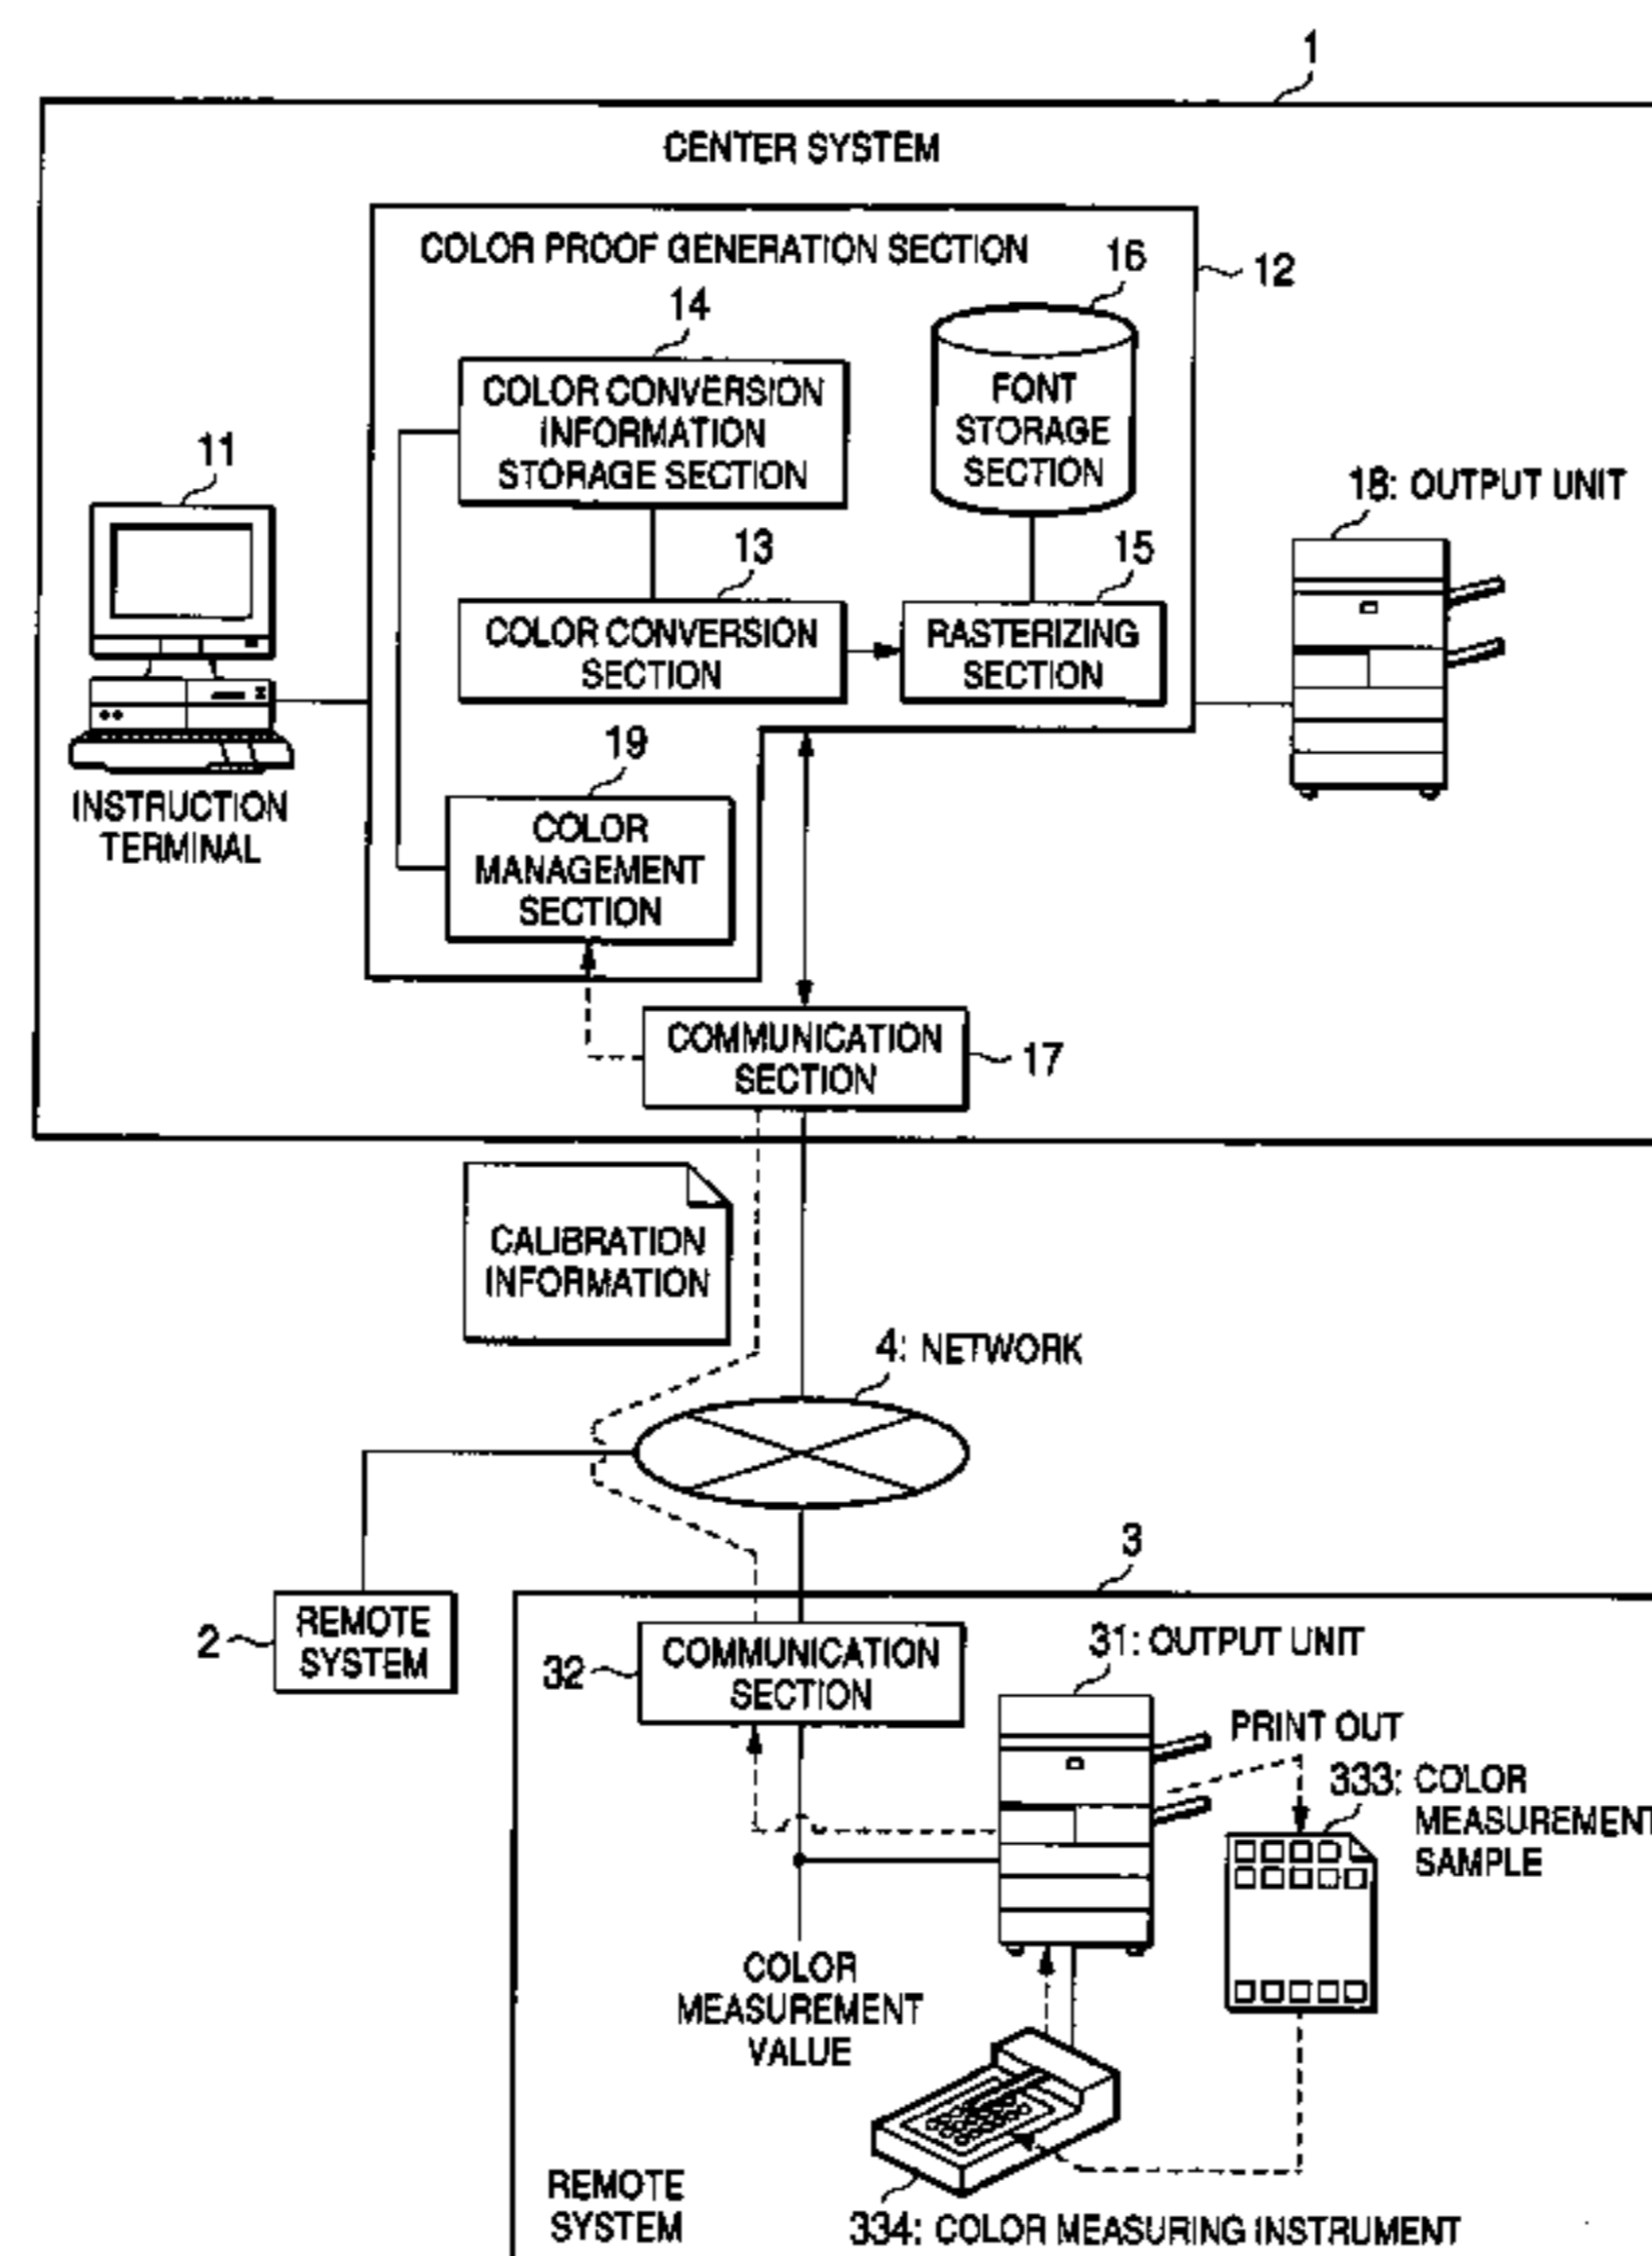 1
CENTER SYSTEM
COLOR PROOF GENERATION SECTION
12
14
16
COLOR CONVERSION
INFORMATION
STORAGE SECTION
FONT
STORAGE
SECTION
11
18: OUTPUT UNIT
13
15
COLOR CONVERSION
SECTION
RASTERIZING
SECTION
19
INSTRUCTION
TERMINAL
COLOR
MANAGEMENT
SECTION
COMMUNICATION
SECTION
17
CALIBRATION
INFORMATION
4: NETWORK
3
2
REMOTE
SYSTEM
32
COMMUNICATION
SECTION
31: OUTPUT UNIT
PRINT OUT
333: COLOR
MEASUREMENT
SAMPLE
COLOR
MEASUREMENT
VALUE
REMOTE
SYSTEM
334: COLOR MEASURING INSTRUMENT